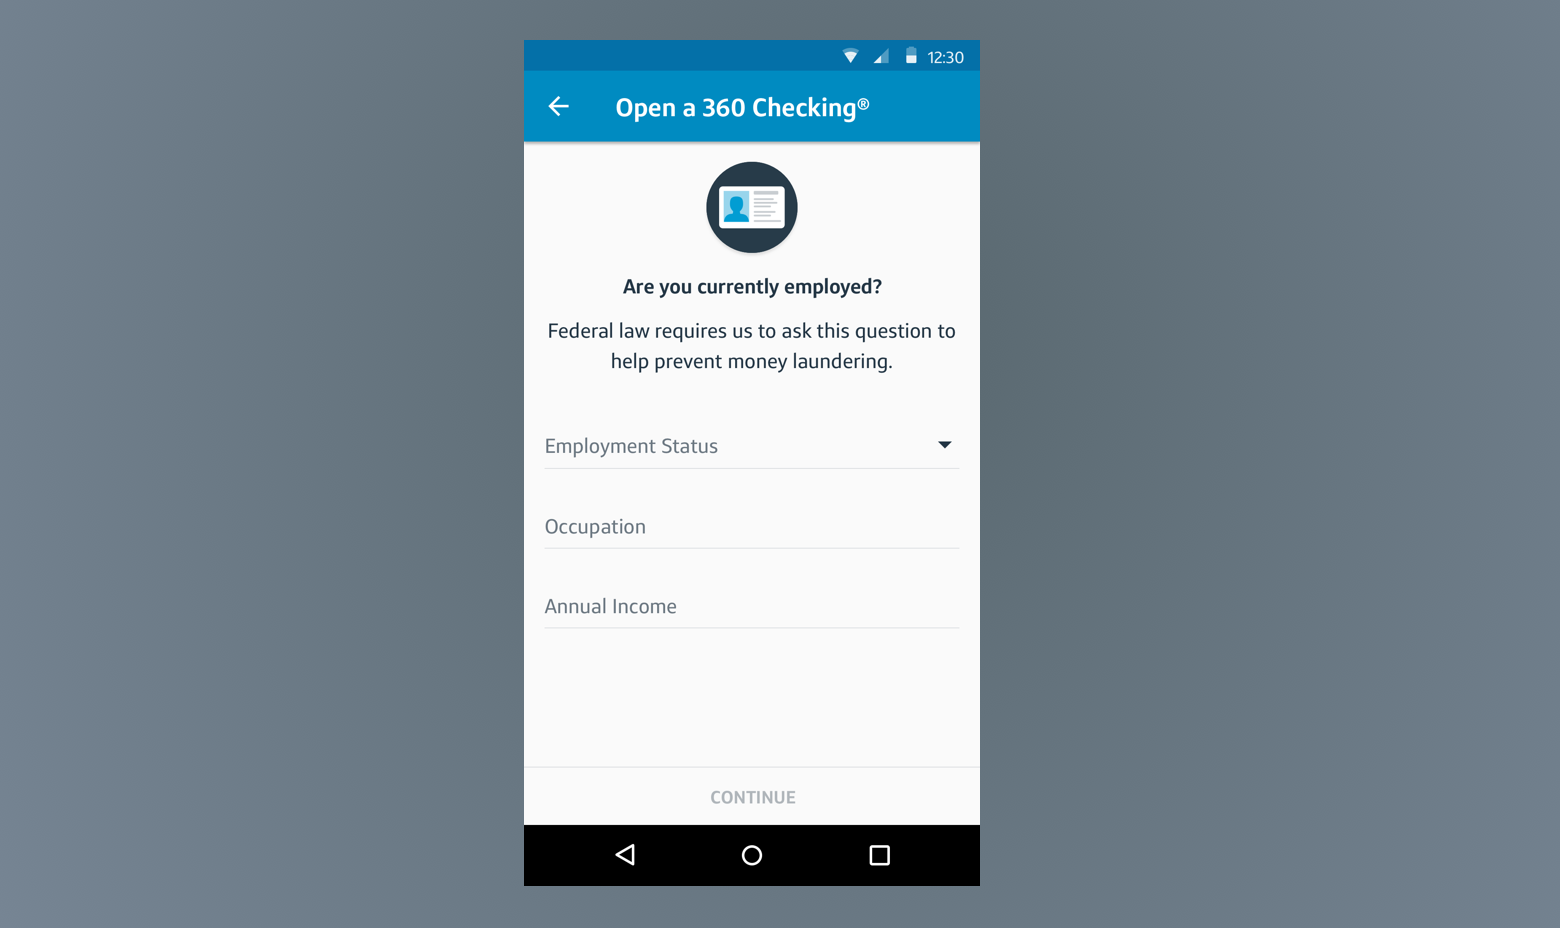 12:30
Open a 360 Checking®
Are you currently employed?
Federal law requires us to ask this question to
help prevent money laundering.
Employment Status
Occupation
Annual Income
CONTINUE